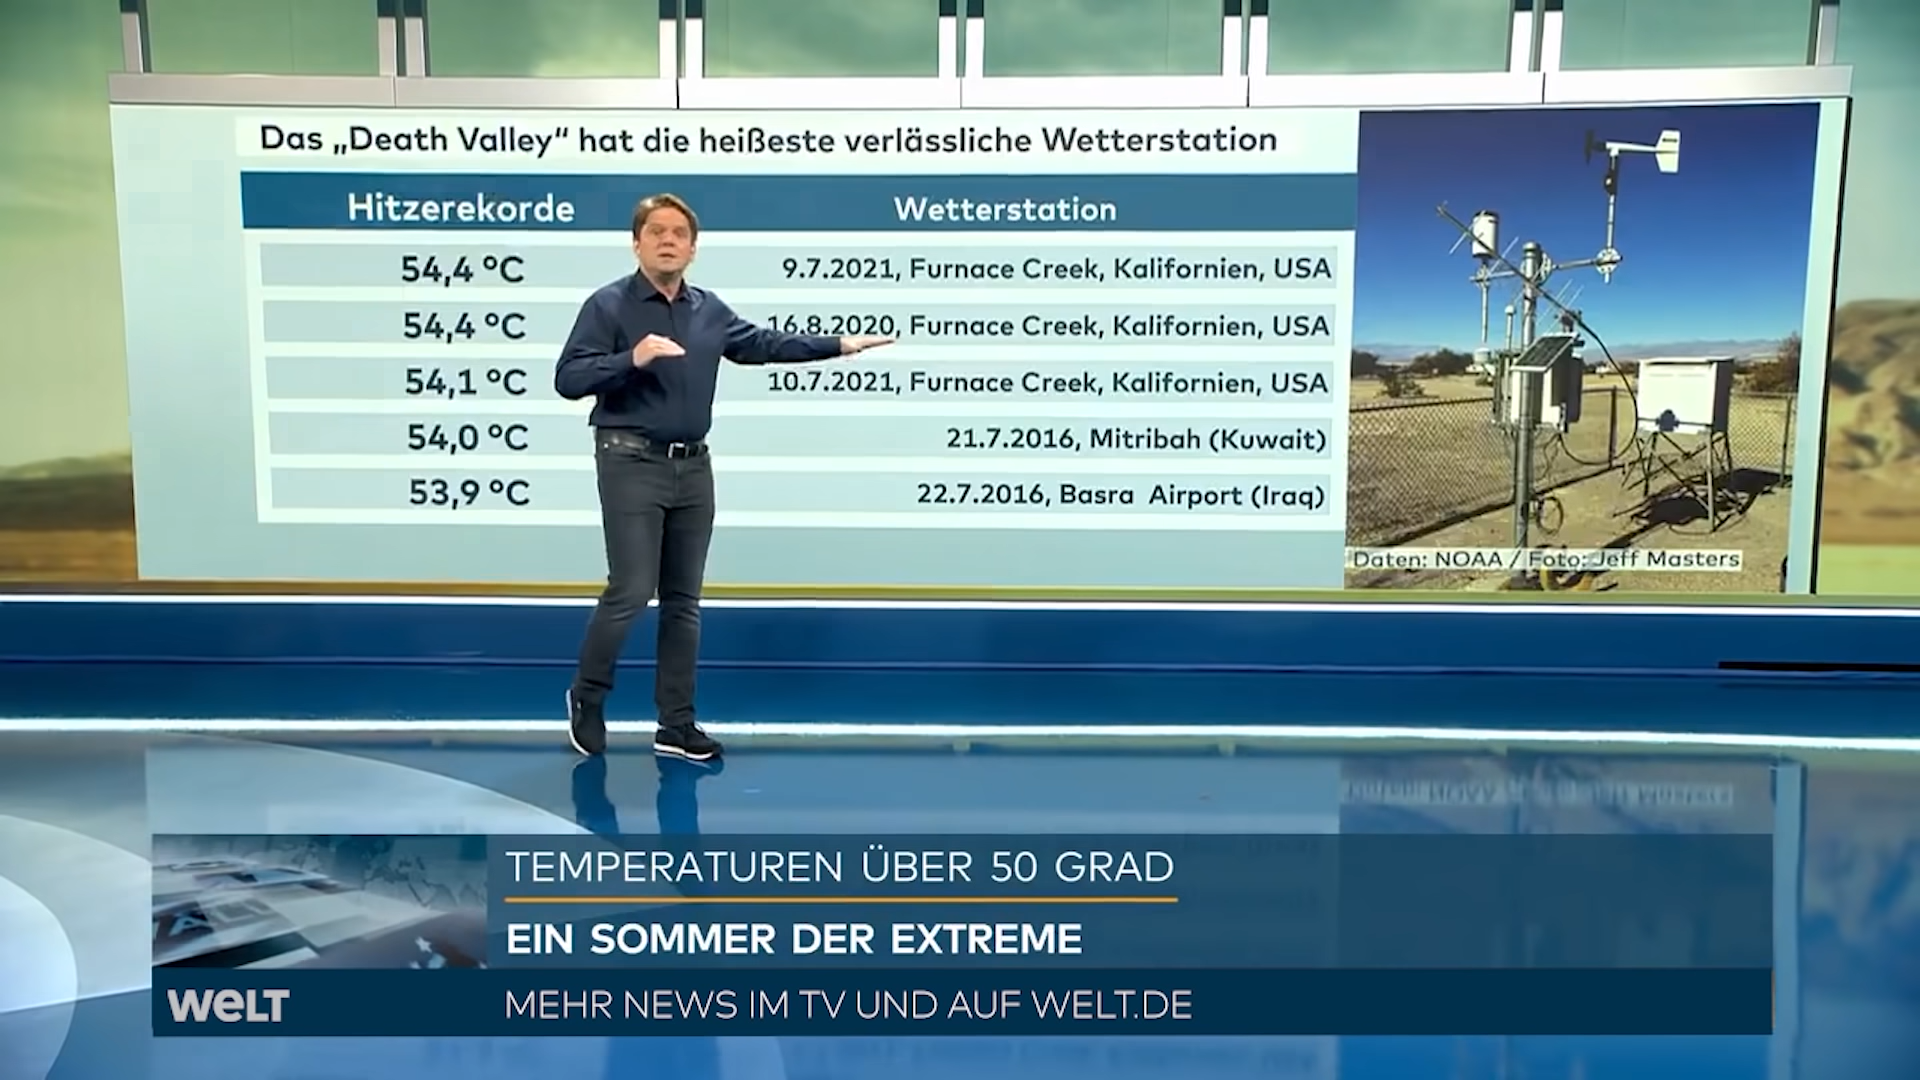 Das „Death Valley“ hat die heißeste verlässliche Wetterstation
Hitzerekorde Wetterstation
54,4 °C 9.7.2021, Furnace Creek, Kalifornien, USA
54,4 °C 16.8.2020, Furnace Creek, Kalifornien, USA
54,1 °C 10.7.2021, Furnace Creek, Kalifornien, USA
54,0 °C 21.7.2016, Mitribah (Kuwait)
53,9 °C 22.7.2016, Basra Airport (Iraq)
Daten: NOAA / Foto: Jeff Masters
TEMPERATUREN ÜBER 50 GRAD
EIN SOMMER DER EXTREME
WELT MEHR NEWS IM TV UND AUF WELT.DE